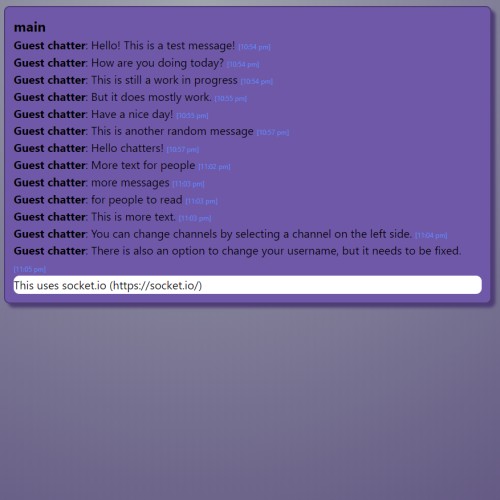 main
Guest chatter: Hello! This is a test message! [10:54 pm]
Guest chatter: How are you doing today? [10:54 pm]
Guest chatter: This is still a work in progress [10:54 pm]
Guest chatter: But it does mostly work. [10:55 pm]
Guest chatter: Have a nice day! [10:55 pm]
Guest chatter: This is another random message [10:57 pm]
Guest chatter: Hello chatters! [10:57 pm]
Guest chatter: More text for people [11:02 pm]
Guest chatter: more messages [11:03 pm]
Guest chatter: for people to read [11:03 pm]
Guest chatter: This is more text. [11:03 pm]
Guest chatter: You can change channels by selecting a channel on the left side. [11:04 pm]
Guest chatter: There is also an option to change your username, but it needs to be fixed.
[11:05 pm]
This uses socket.io (https://socket.io/)